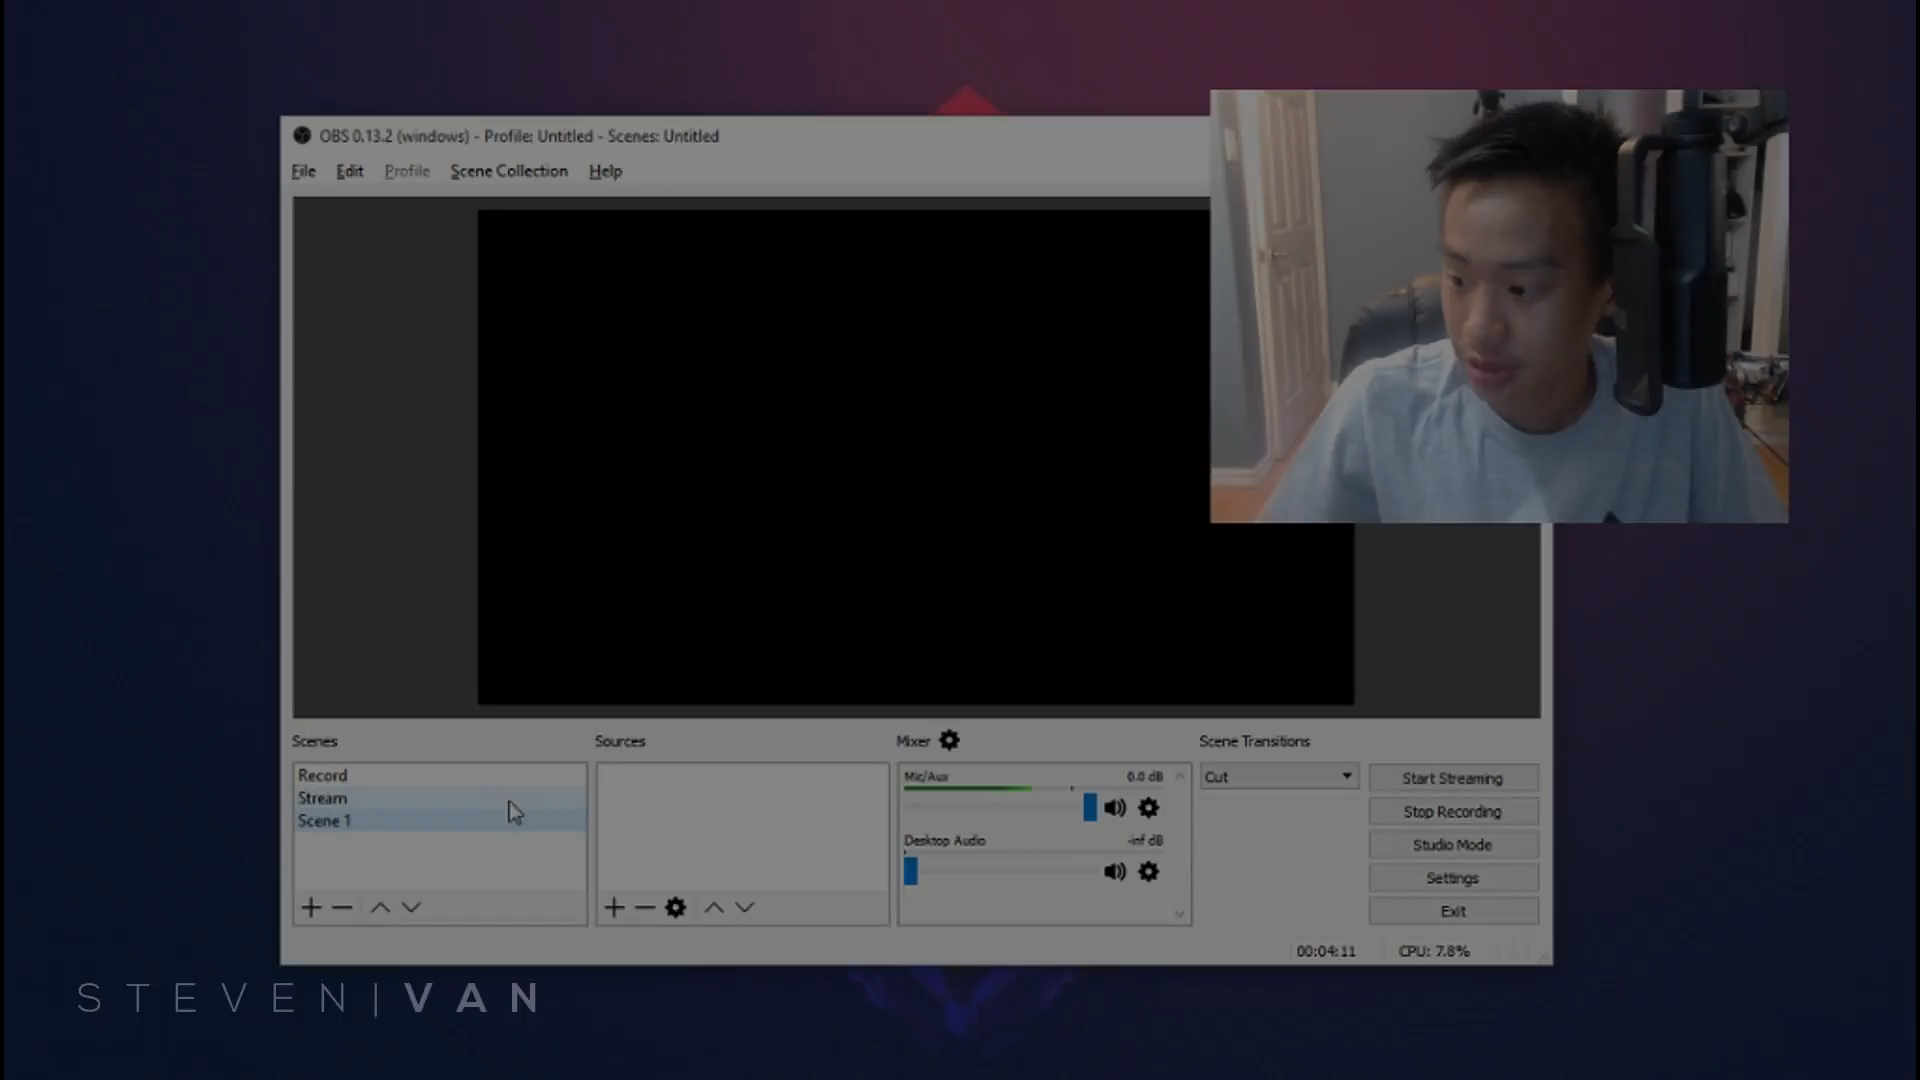 OBS 0.13.2 (windows) - Profile: Untitled - Scenes: Untitled
File Edit Profile Scene Collection Help
Scenes
Sources
Mixer
Scene Transitions
Record
Stream
Scene 1
Mic/Aux 0.0 dB
Desktop Audio -inf dB
Cut
Start Streaming
Stop Recording
Studio Mode
Settings
Exit
00:04:11 CPU: 7.8%
STEVEN|VAN